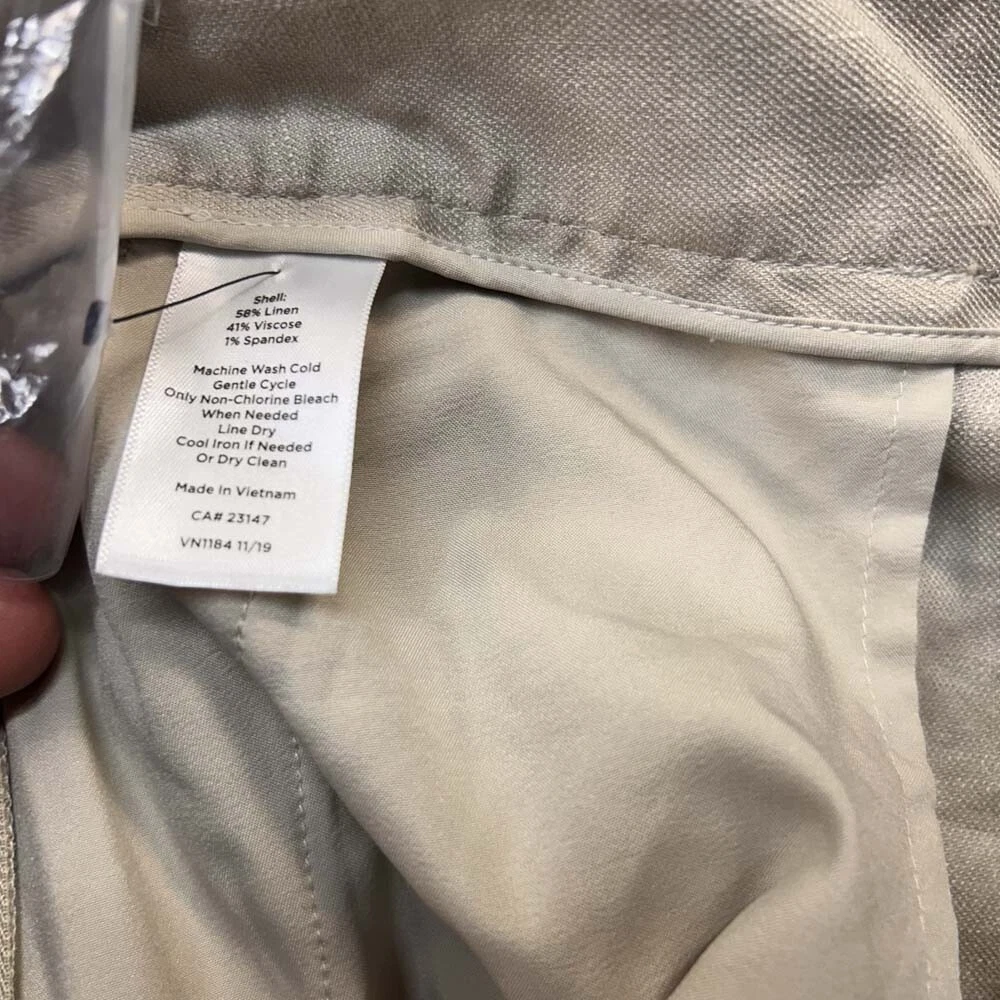 Shell:
58% Linen
41% Viscose
1% Spandex
Machine Wash Cold
Gentle Cycle
Only Non-Chlorine Bleach
When Needed
Line Dry
Cool Iron If Needed
Or Dry Clean
Made In Vietnam
CA# 23147
VN1184 11/19